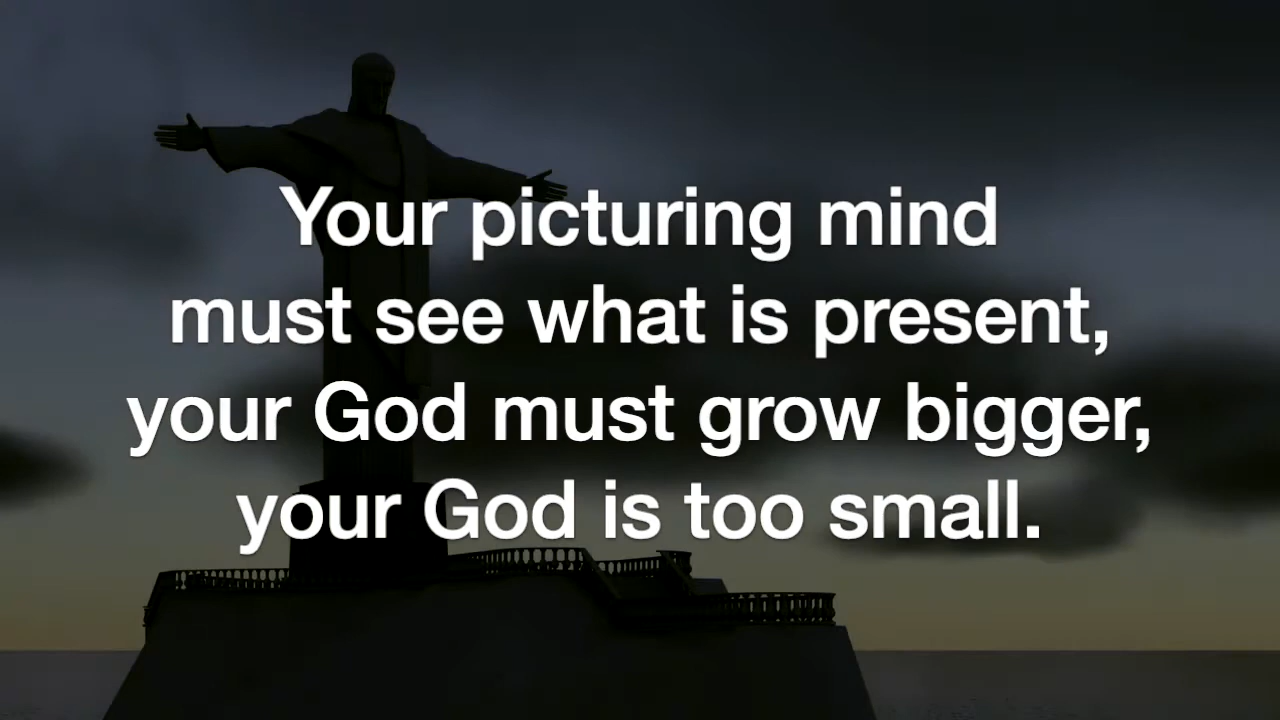 Your picturing mind
must see what is present,
your God must grow bigger,
your God is too small.